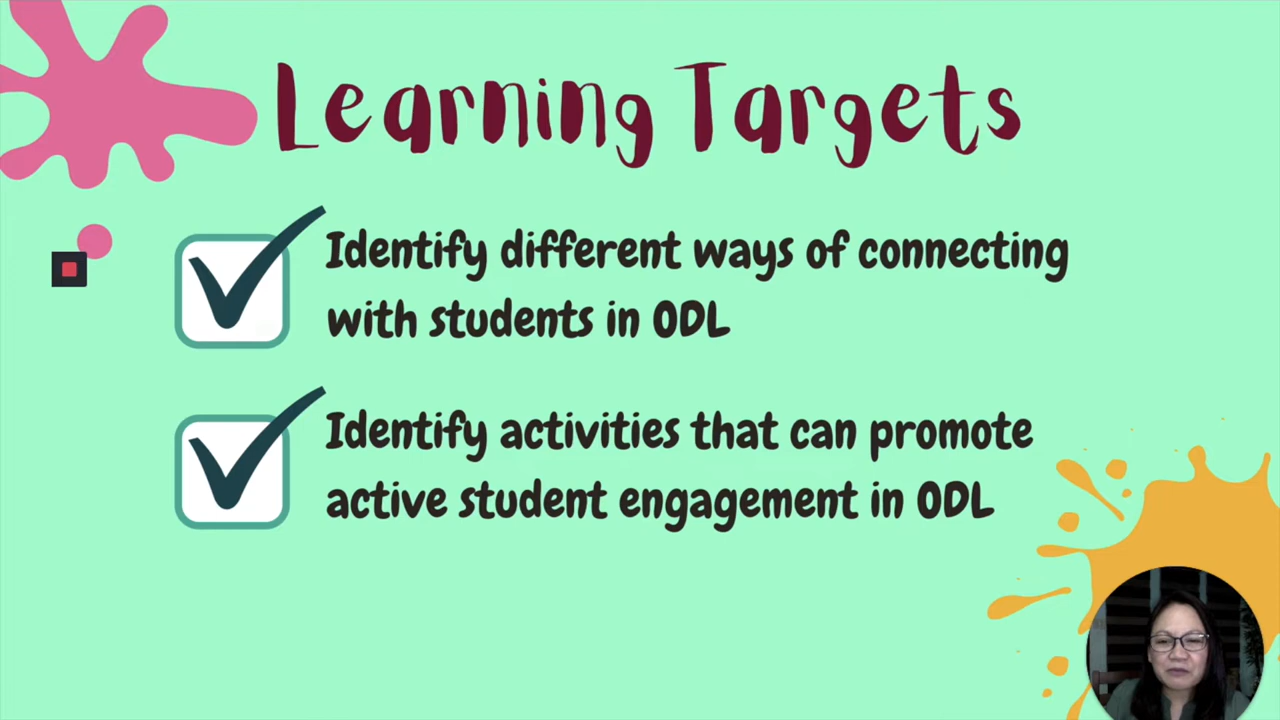 Learning Targets
Identify different ways of connecting
with students in ODL
Identify activities that can promote
active student engagement in ODL